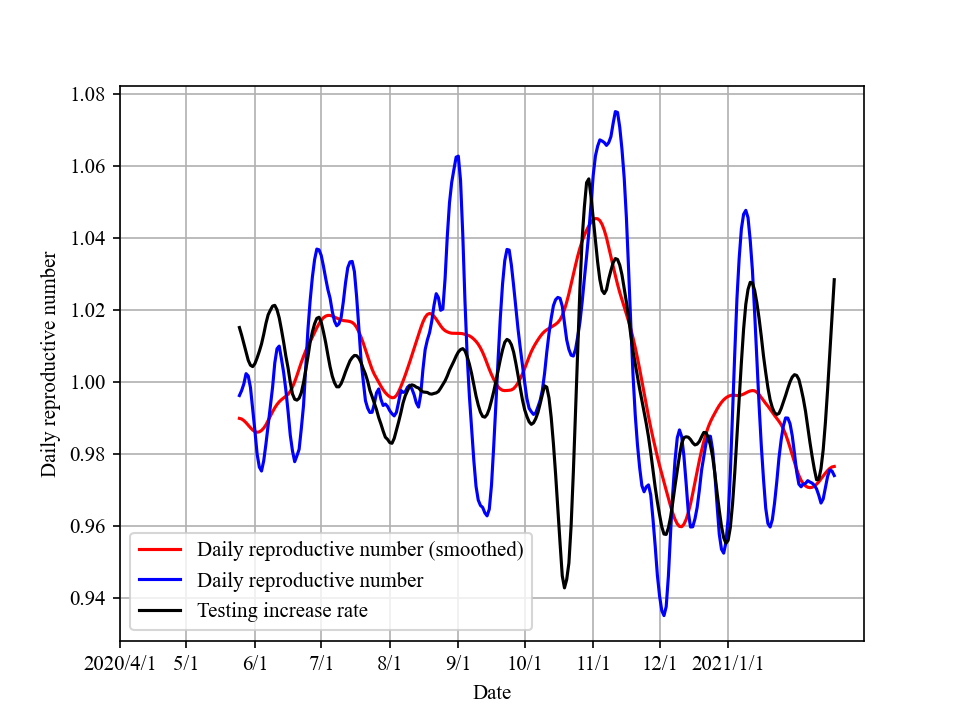 1.08
1.06
1.04
1.02
1.00
0.98
0.96
0.94
Daily reproductive number
Daily reproductive number (smoothed)
Daily reproductive number
Testing increase rate
2020/4/1 5/1 6/1 7/1 8/1 9/1 10/1 11/1 12/1 2021/1/1
Date